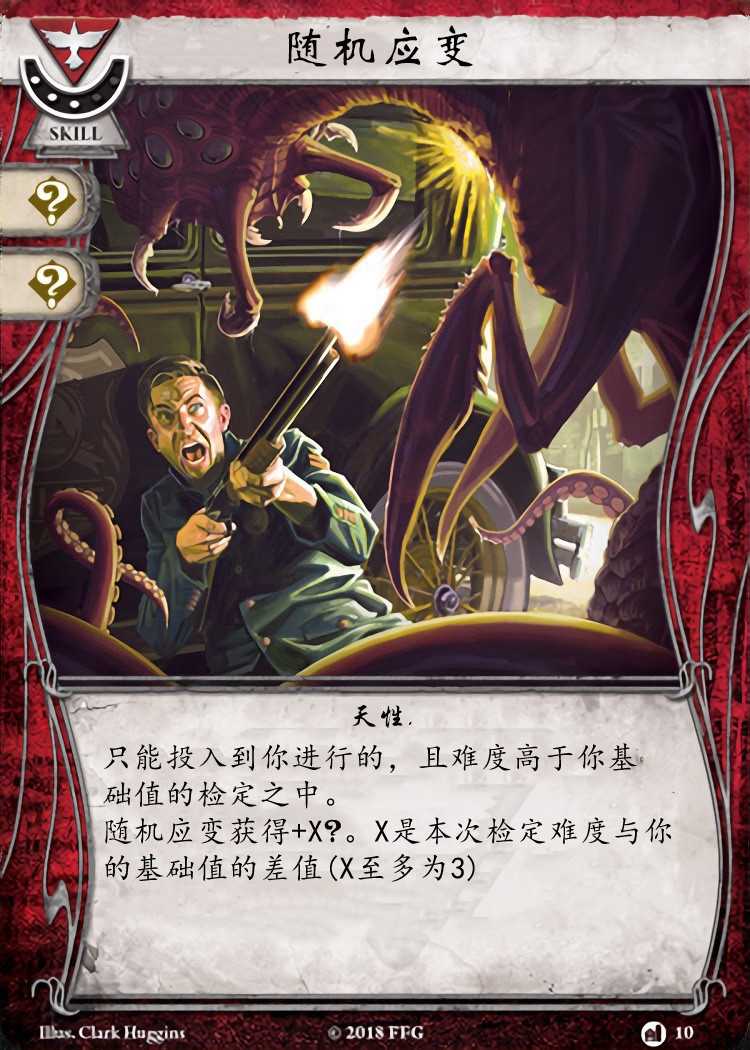 随机应变
SKILL
?
?
天性.
只能投入到你进行的，且难度高于你基
础值的检定之中。
随机应变获得+X?。X是本次检定难度与你
的基础值的差值(X至多为3)
Illus. Clark Huggins
© 2018 FFG
10